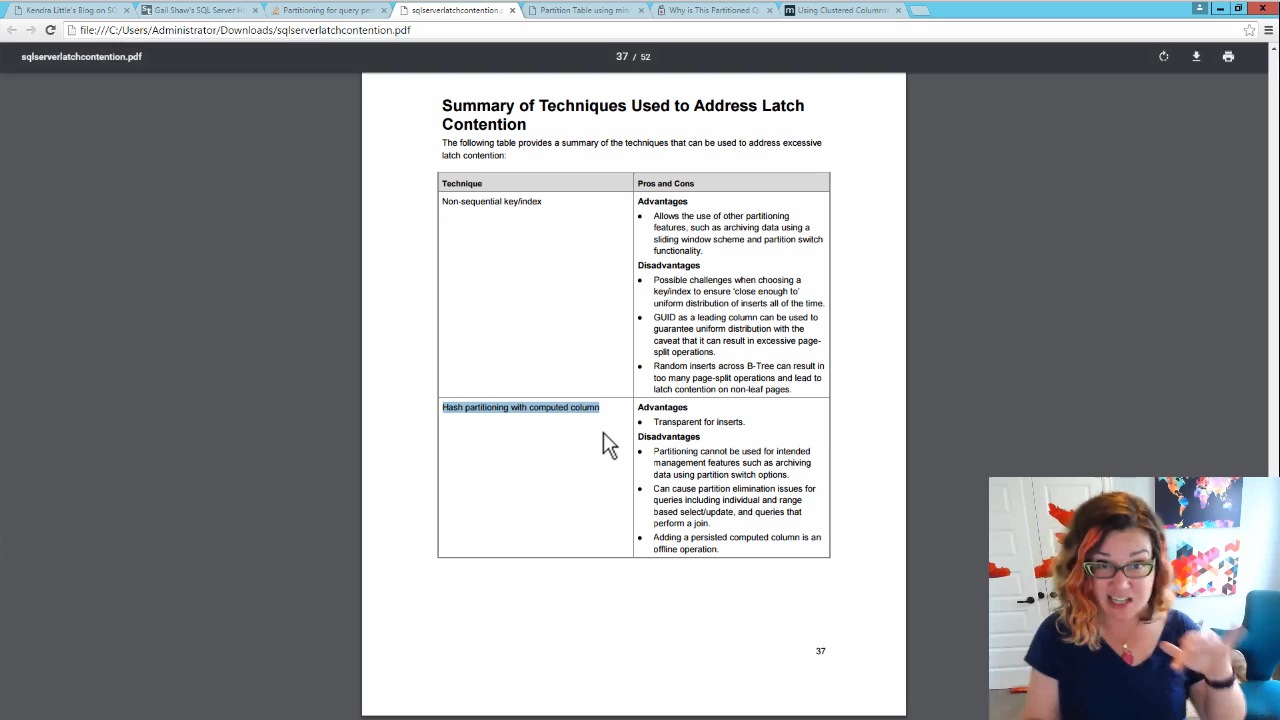 Kendra Little's Blog on SQ
Gail Shaw's SQL Server Ho
Partitioning for query per
sqlserverlatchcontention.p
Partition Table using min
Why is This Partitioned Q
Using Clustered Columns
file:///C:/Users/Administrator/Downloads/sqlserverlatchcontention.pdf
sqlserverlatchcontention.pdf
37 / 52
Summary of Techniques Used to Address Latch
Contention
The following table provides a summary of the techniques that can be used to address excessive
latch contention:
Technique
Pros and Cons
Non-sequential key/index
Advantages
• Allows the use of other partitioning
features, such as archiving data using a
sliding window scheme and partition switch
functionality.
Disadvantages
• Possible challenges when choosing a
key/index to ensure ‘close enough to’
uniform distribution of inserts all of the time.
• GUID as a leading column can be used to
guarantee uniform distribution with the
caveat that it can result in excessive page-
split operations.
• Random inserts across B-Tree can result in
too many page-split operations and lead to
latch contention on non-leaf pages.
Hash partitioning with computed column
Advantages
• Transparent for inserts.
Disadvantages
• Partitioning cannot be used for intended
management features such as archiving
data using partition switch options.
• Can cause partition elimination issues for
queries including individual and range
based select/update, and queries that
perform a join.
• Adding a persisted computed column is an
offline operation.
37